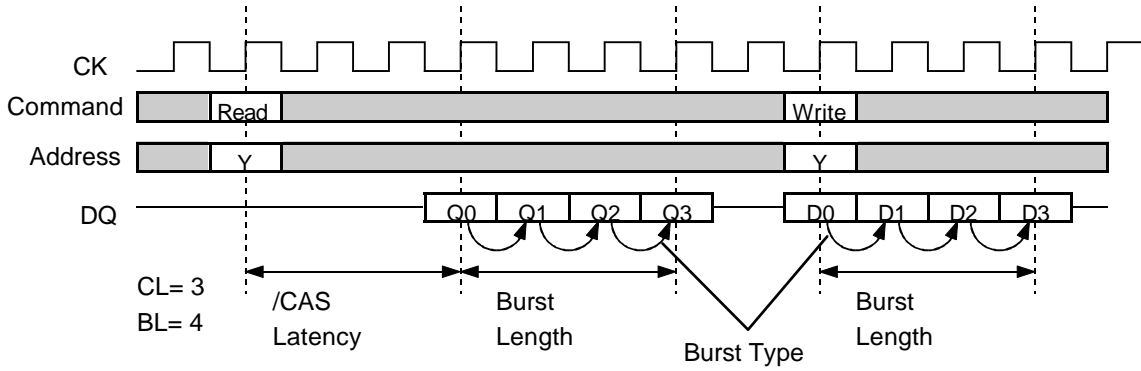 CK
Command Read Write
Address Y Y
DQ Q0 Q1 Q2 Q3 D0 D1 D2 D3
CL= 3 /CAS Burst Burst
BL= 4 Latency Length Length
Burst Type